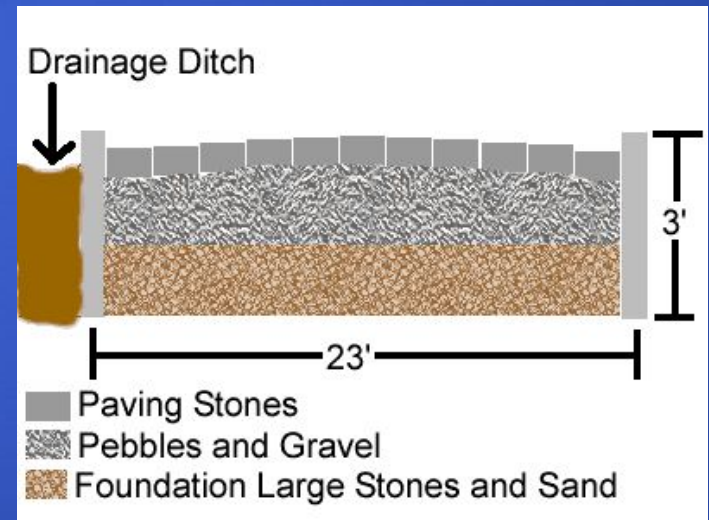 Drainage Ditch
3'
23'
Paving Stones
Pebbles and Gravel
Foundation Large Stones and Sand